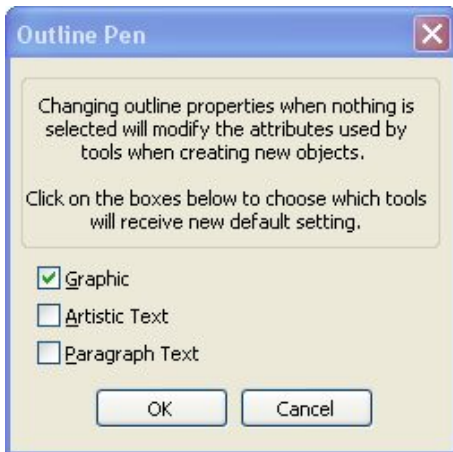 Outline Pen
Changing outline properties when nothing is
selected will modify the attributes used by
tools when creating new objects.
Click on the boxes below to choose which tools
will receive new default setting.
Graphic
Artistic Text
Paragraph Text
OK Cancel